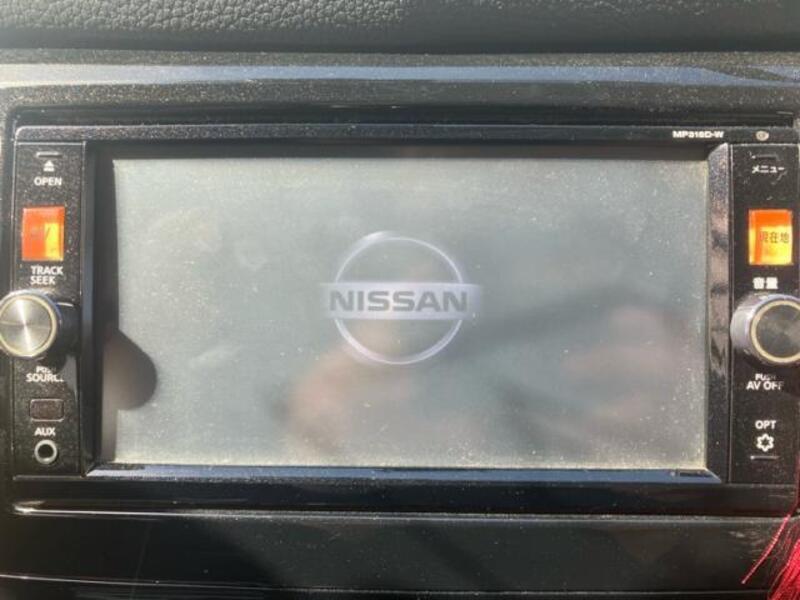 MP315D-W
OPEN
TRACK
SEEK
PUSH
SOURCE
AUX
NISSAN
メニュー
現在地
音量
PUSH
AV OFF
OPT